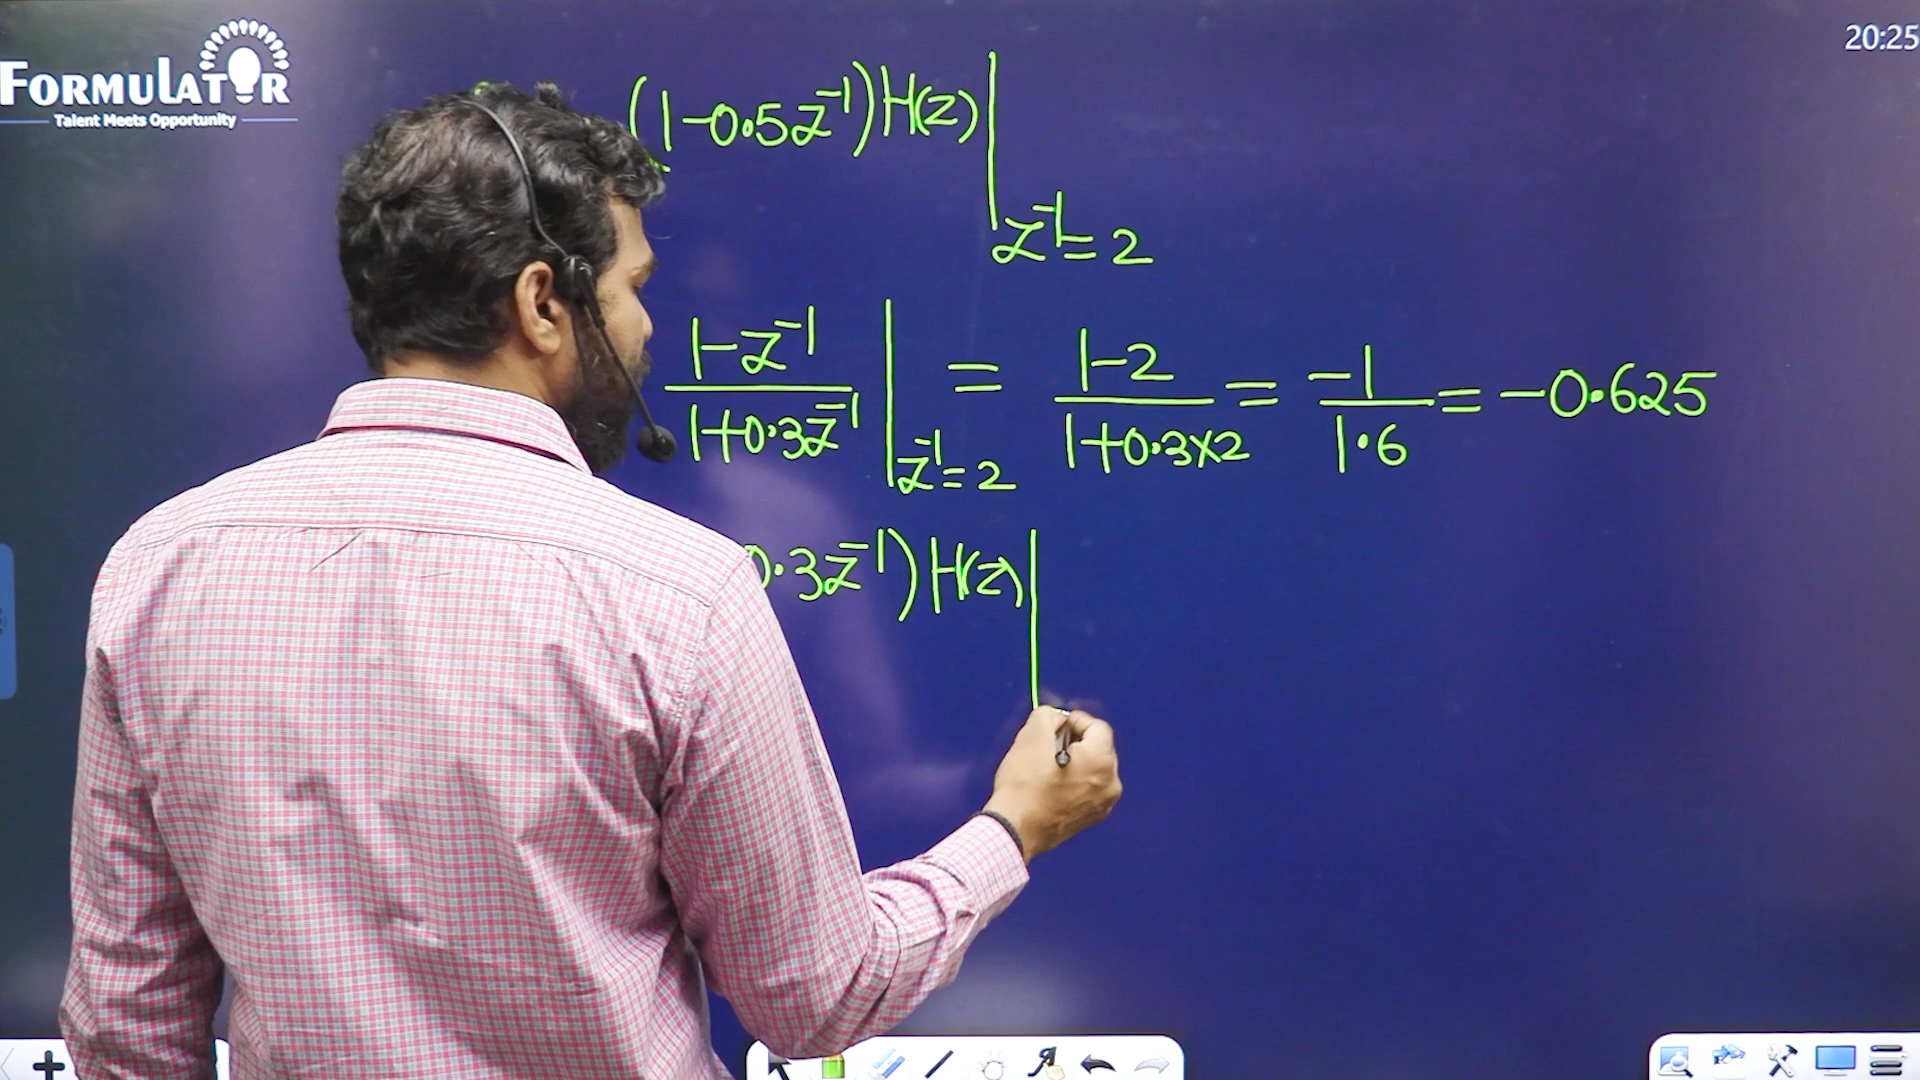 FORMULATOR
Talent Meets Opportunity
20:25
(1-0.5z⁻¹)H(z)|
z⁻¹=2
1-z⁻¹/1+0.3z⁻¹|z⁻¹=2 = 1-2/1+0.3×2 = -1/1.6 = -0.625
0.3z⁻¹)H(z)|